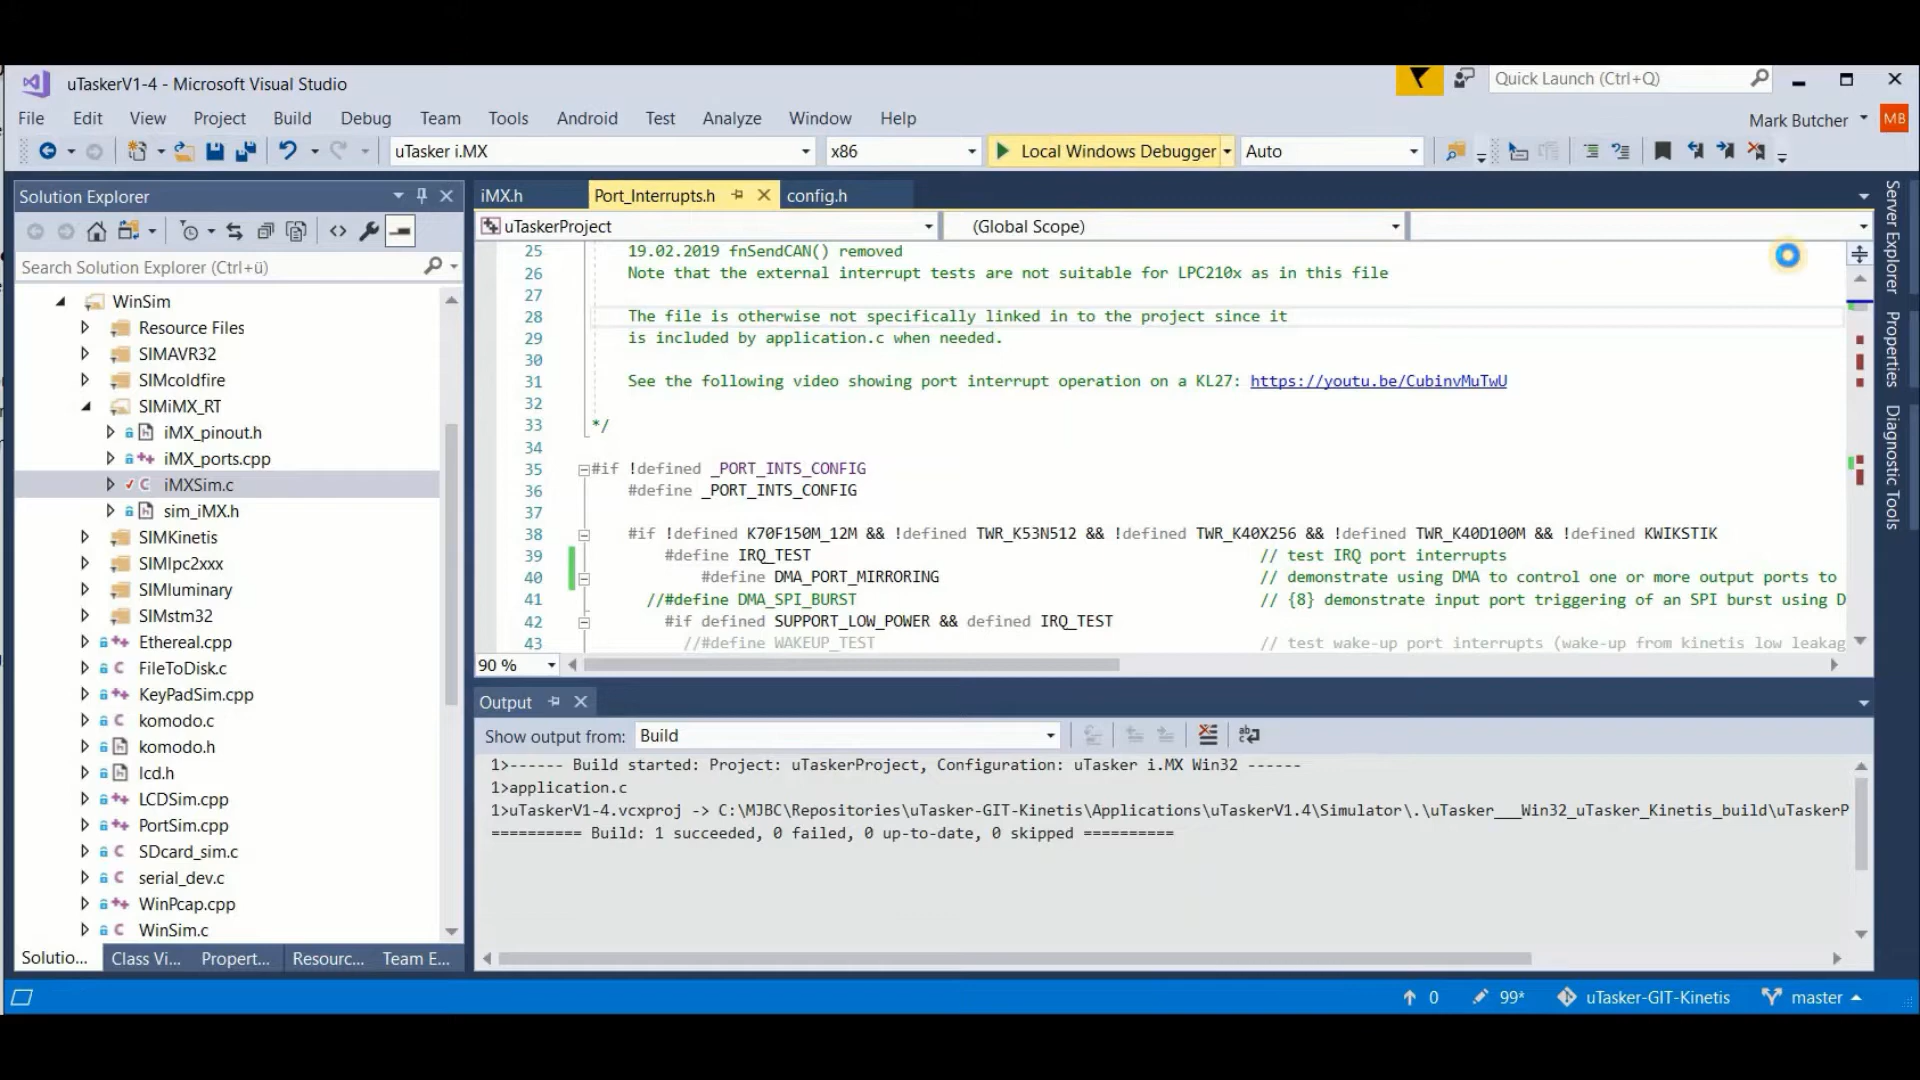 uTaskerV1-4 - Microsoft Visual Studio
Quick Launch (Ctrl+Q)
File Edit View Project Build Debug Team Tools Android Test Analyze Window Help
Mark Butcher MB
uTasker i.MX x86 Local Windows Debugger Auto
Solution Explorer
Search Solution Explorer (Ctrl+ü)
WinSim
Resource Files
SIMAVR32
SIMcoldfire
SIMiMX_RT
iMX_pinout.h
iMX_ports.cpp
iMXSim.c
sim_iMX.h
SIMKinetis
SIMlpc2xxx
SIMluminary
SIMstm32
Ethereal.cpp
FileToDisk.c
KeyPadSim.cpp
komodo.c
komodo.h
lcd.h
LCDSim.cpp
PortSim.cpp
SDcard_sim.c
serial_dev.c
WinPcap.cpp
WinSim.c
Solutio... Class Vi... Propert... Resourc... Team E...
iMX.h Port_Interrupts.h config.h
uTaskerProject (Global Scope)
25 19.02.2019 fnSendCAN() removed
26 Note that the external interrupt tests are not suitable for LPC210x as in this file
27
28 The file is otherwise not specifically linked in to the project since it
29 is included by application.c when needed.
30
31 See the following video showing port interrupt operation on a KL27: https://youtu.be/CubinvMuTwU
32
33 */
34
35 #if !defined _PORT_INTS_CONFIG
36 #define _PORT_INTS_CONFIG
37
38 #if !defined K70F150M_12M && !defined TWR_K53N512 && !defined TWR_K40X256 && !defined TWR_K40D100M && !defined KWIKSTIK
39 #define IRQ_TEST // test IRQ port interrupts
40 #define DMA_PORT_MIRRORING // demonstrate using DMA to control one or more output ports to
41 //#define DMA_SPI_BURST // {8} demonstrate input port triggering of an SPI burst using D
42 #if defined SUPPORT_LOW_POWER && defined IRQ_TEST
43 //#define WAKEUP_TEST // test wake-up port interrupts (wake-up from kinetis low leakag
90 %
Output
Show output from: Build
1>------ Build started: Project: uTaskerProject, Configuration: uTasker i.MX Win32 ------
1>application.c
1>uTaskerV1-4.vcxproj -> C:\MJBC\Repositories\uTasker-GIT-Kinetis\Applications\uTaskerV1.4\Simulator\.\uTasker___Win32_uTasker_Kinetis_build\uTaskerP
========== Build: 1 succeeded, 0 failed, 0 up-to-date, 0 skipped ==========
Server Explorer
Properties
Diagnostic Tools
0 99* uTasker-GIT-Kinetis master